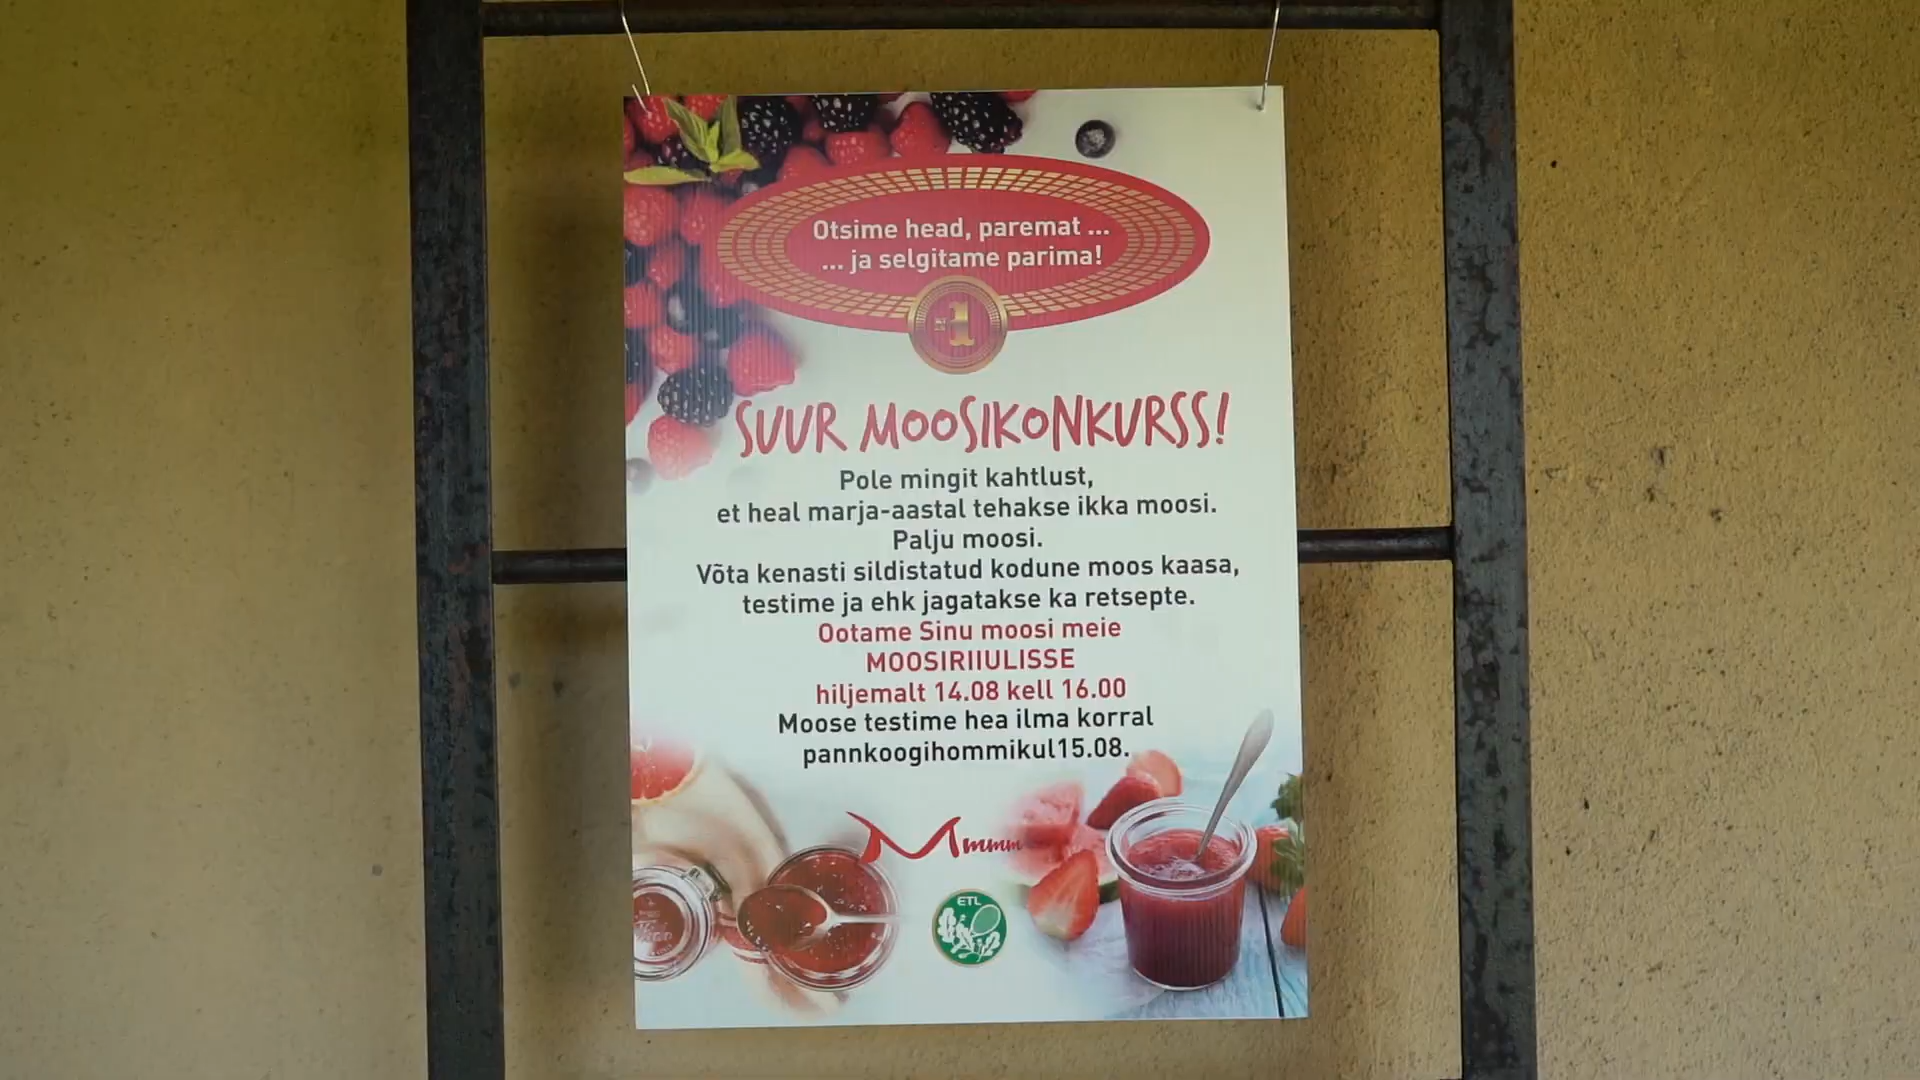 Otsime head, paremat ...
... ja selgitame parima!
SUUR MOOSIKONKURSS!
Pole mingit kahtlust,
et heal marja-aastal tehakse ikka moosi.
Palju moosi.
Võta kenasti sildistatud kodune moos kaasa,
testime ja ehk jagatakse ka retsepte.
Ootame Sinu moosi meie
MOOSIRIIULISSE
hiljemalt 14.08 kell 16.00
Moose testime hea ilma korral
pannkoogihommikul15.08.
Mmmm
ETL